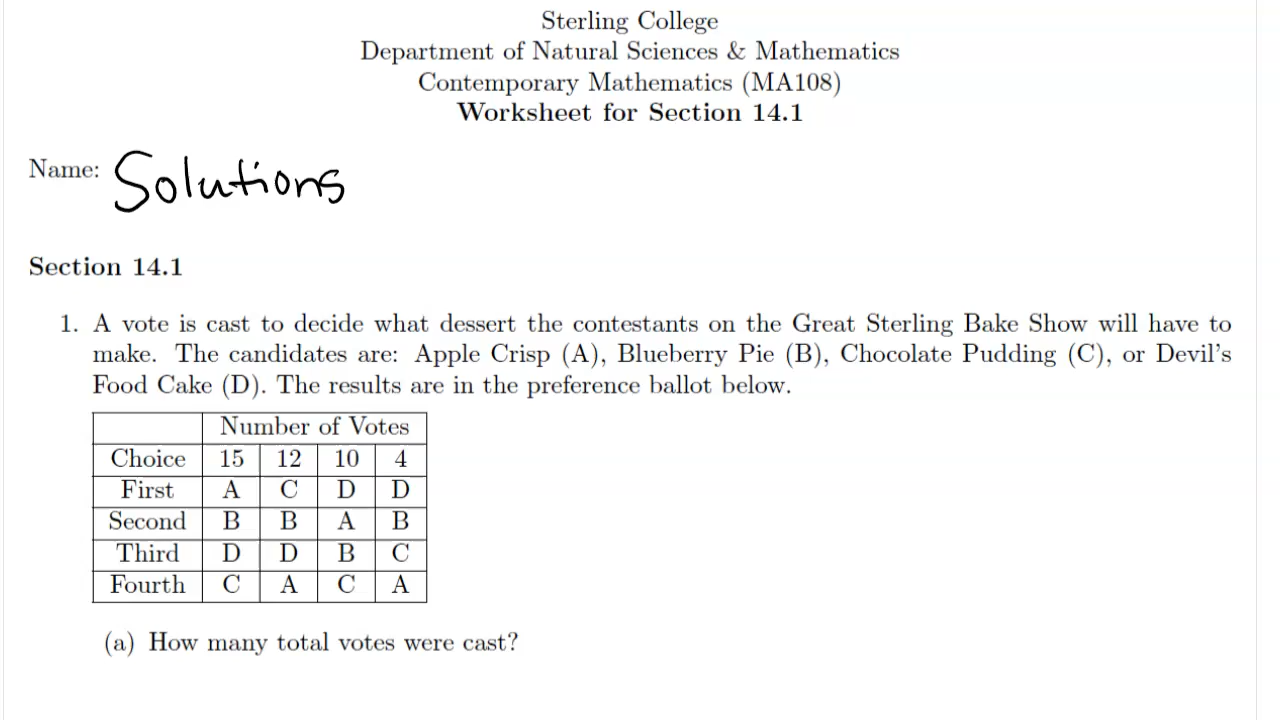 Sterling College
Department of Natural Sciences & Mathematics
Contemporary Mathematics (MA108)
Worksheet for Section 14.1
Name: Solutions
Section 14.1
1. A vote is cast to decide what dessert the contestants on the Great Sterling Bake Show will have to
make. The candidates are: Apple Crisp (A), Blueberry Pie (B), Chocolate Pudding (C), or Devil's
Food Cake (D). The results are in the preference ballot below.
Number of Votes
Choice 15 12 10 4
First A C D D
Second B B A B
Third D D B C
Fourth C A C A
(a) How many total votes were cast?